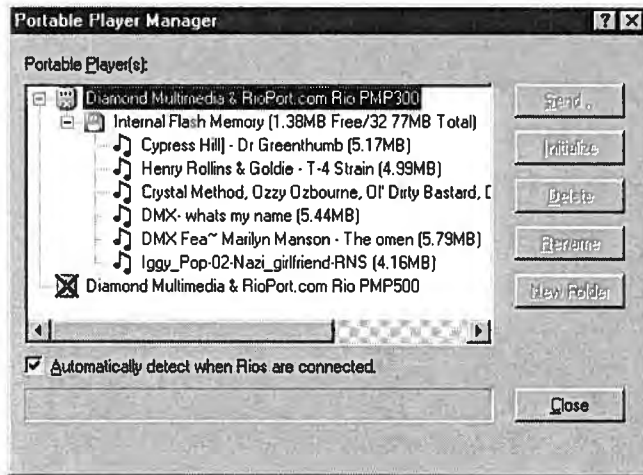 Portable Player Manager
Portable Player(s):
Diamond Multimedia & RioPort.com Rio PMP300
Internal Flash Memory (1.38MB Free/32 77MB Total)
Cypress Hill] - Dr Greenthumb (5.17MB)
Henry Rollins & Goldie - T-4 Strain (4.99MB)
Crystal Method, Ozzy Ozbourne, Ol' Dirty Bastard, D
DMX- whats my name (5.44MB)
DMX Fea~ Marilyn Manson - The omen (5.79MB)
Iggy_Pop-02-Nazi_girlfriend-RNS (4.16MB)
Diamond Multimedia & RioPort.com Rio PMP500
Send..
Initialize
Delete
Rename
New Folder
Automatically detect when Rios are connected.
Close